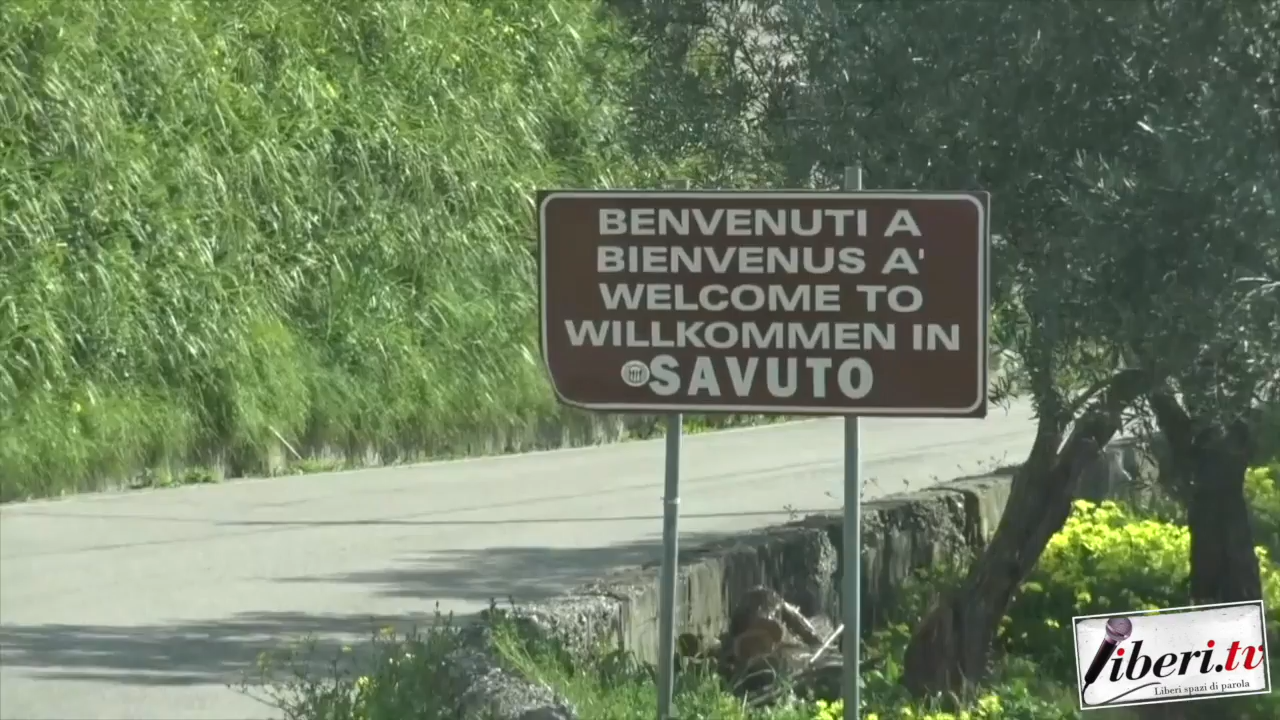 BENVENUTI A
BIENVENUS A'
WELCOME TO
WILLKOMMEN IN
SAVUTO
Liberi.tv
Liberi spazi di parola